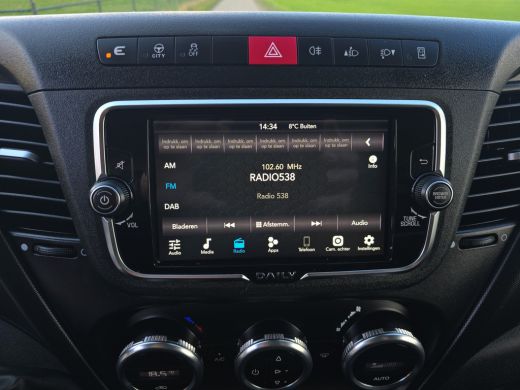 E
CITY
OFF
14:34 8°C Buiten
Indrukk. om op te slaan Indrukk. om op te slaan Indrukk. om op te slaan Indrukk. om op te slaan Indrukk. om op te slaan Indrukk. om op te slaan
AM
102.60 MHz
Info
RADIO538
FM
Radio 538
DAB
VOL
TUNE
SCROLL
Bladeren Afstemm. Audio
Audio Media Radio Apps Telefoon Cam. achter Instellingen
DAILY
A/C
18.5°C
AUTO